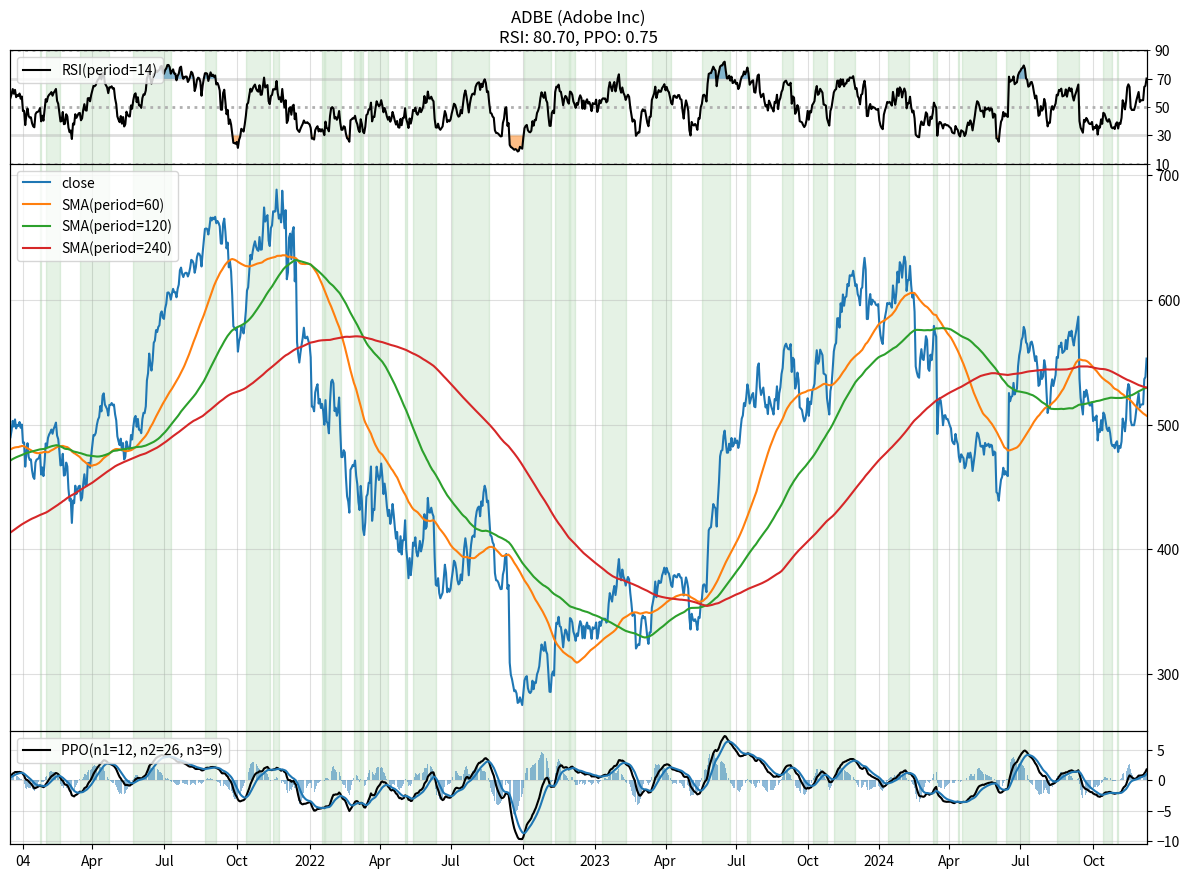 ADBE (Adobe Inc)
RSI: 80.70, PPO: 0.75
RSI(period=14)
90
70
50
30
10
close
SMA(period=60)
SMA(period=120)
SMA(period=240)
700
600
500
400
300
PPO(n1=12, n2=26, n3=9)
5
0
−5
−10
04 Apr Jul Oct 2022 Apr Jul Oct 2023 Apr Jul Oct 2024 Apr Jul Oct